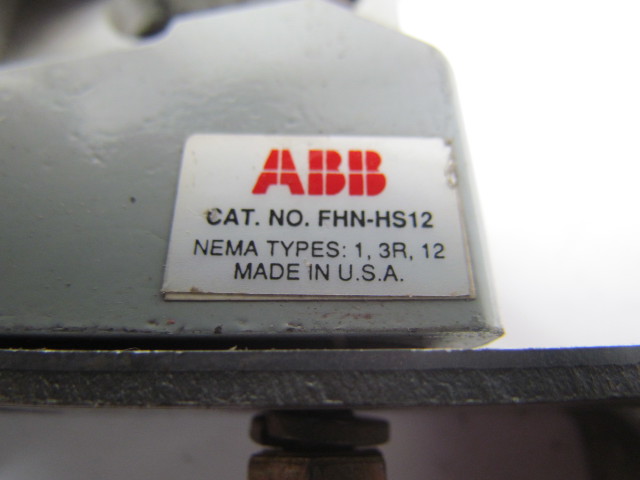 ABB
CAT. NO. FHN-HS12
NEMA TYPES: 1, 3R, 12
MADE IN U.S.A.